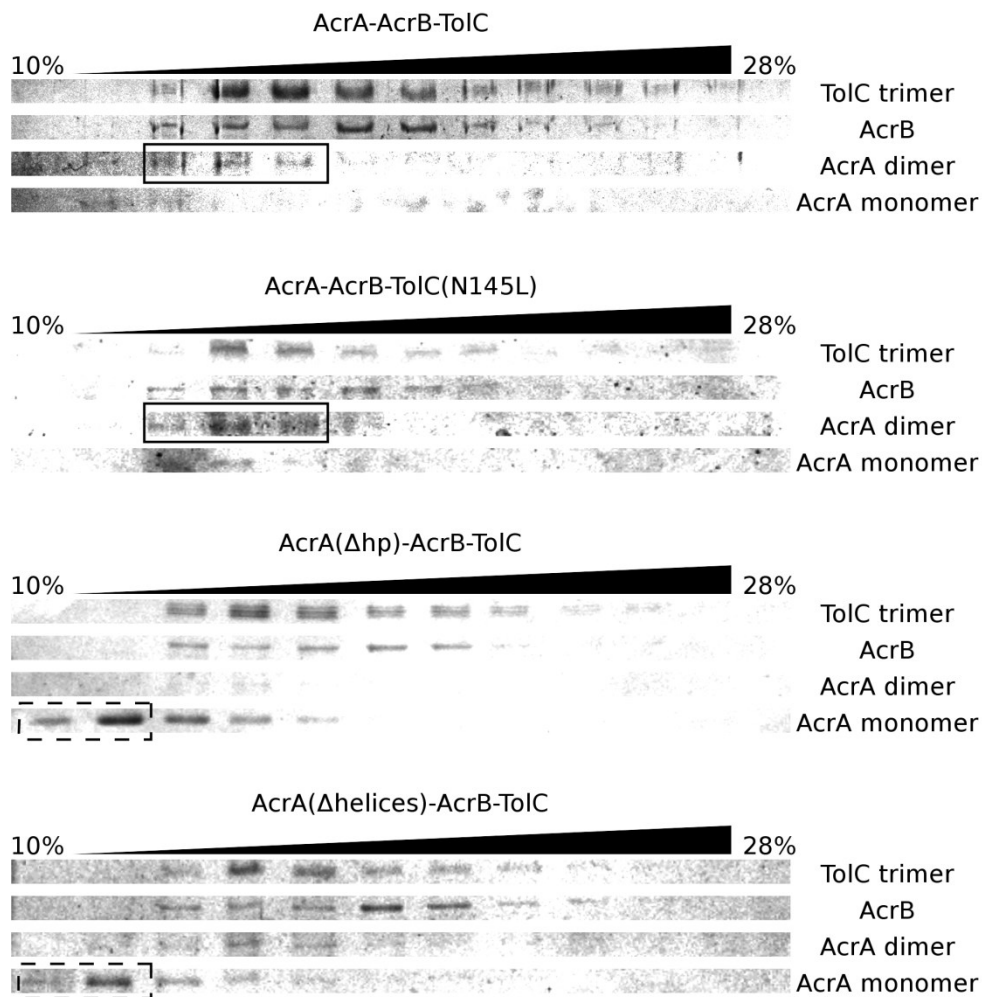 AcrA-AcrB-TolC
10% 28%
TolC trimer
AcrB
AcrA dimer
AcrA monomer
AcrA-AcrB-TolC(N145L)
10% 28%
TolC trimer
AcrB
AcrA dimer
AcrA monomer
AcrA(Δhp)-AcrB-TolC
10% 28%
TolC trimer
AcrB
AcrA dimer
AcrA monomer
AcrA(Δhelices)-AcrB-TolC
10% 28%
TolC trimer
AcrB
AcrA dimer
AcrA monomer